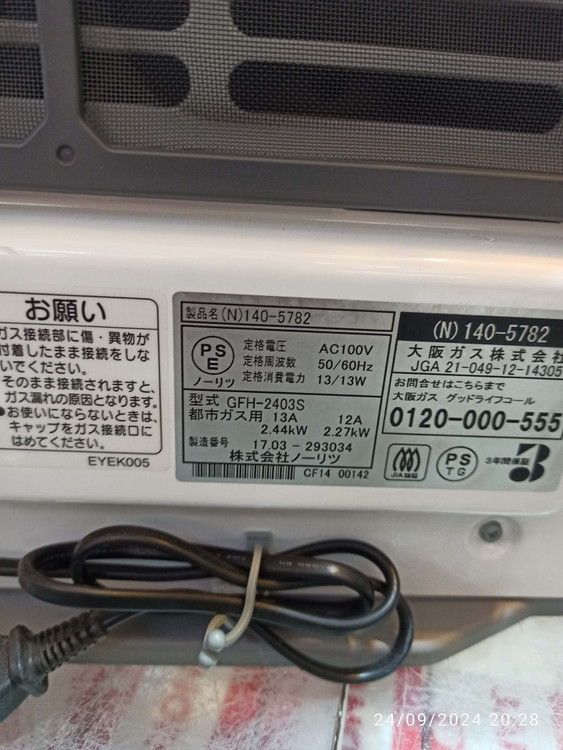 お願い
ガス接続部に傷・異物が
付着したまま接続をしな
いでください。
そのまま接続されますと、
ガス漏れの原因となります。
●お使いにならないときは、
キャップをガス接続口に
はめてください。
EYEK005
製品名(N)140-5782
PS
E
ノーリツ
定格電圧 AC100V
定格周波数 50/60Hz
定格消費電力 13/13W
型式 GFH-2403S
都市ガス用 13A 12A
2.44kW 2.27kW
製造番号 17.03-293034
株式会社ノーリツ
CF14 00142
(N)140-5782
大阪ガス株式会社
JGA 21-049-12-14305
お問合せはこちらまで
大阪ガス グッドライフコール
0120-000-555
JIA認証
PS
TG
3年間保証
24/09/2024 20:28